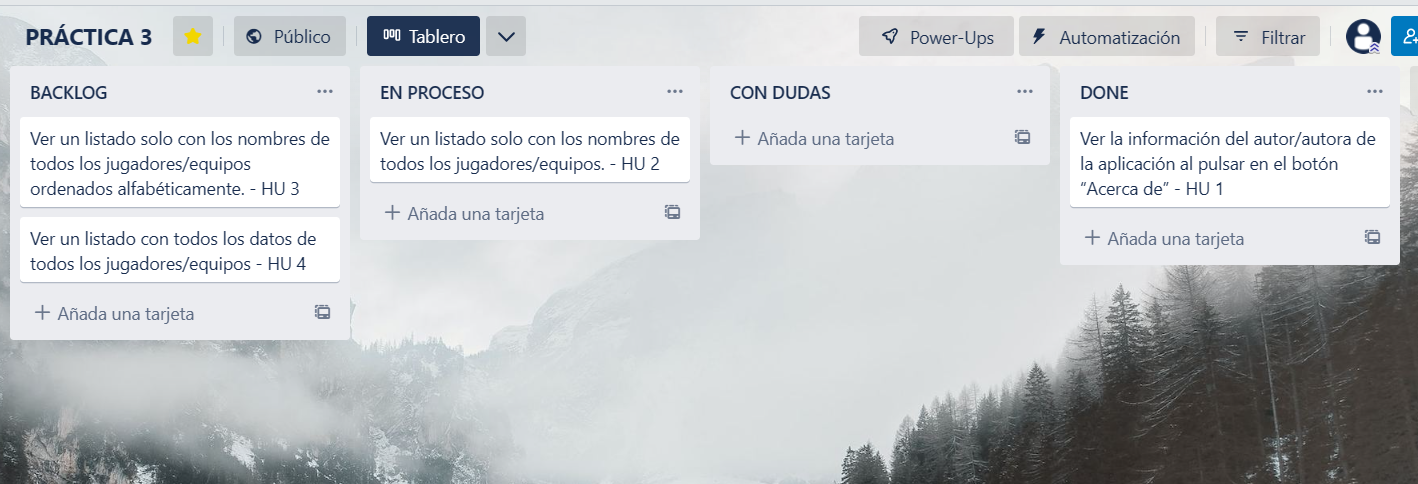 PRÁCTICA 3
Público
Tablero
Power-Ups
Automatización
Filtrar
BACKLOG
Ver un listado solo con los nombres de
todos los jugadores/equipos
ordenados alfabéticamente. - HU 3
Ver un listado con todos los datos de
todos los jugadores/equipos - HU 4
+ Añada una tarjeta
EN PROCESO
Ver un listado solo con los nombres de
todos los jugadores/equipos. - HU 2
+ Añada una tarjeta
CON DUDAS
+ Añada una tarjeta
DONE
Ver la información del autor/autora de
la aplicación al pulsar en el botón
“Acerca de” - HU 1
+ Añada una tarjeta